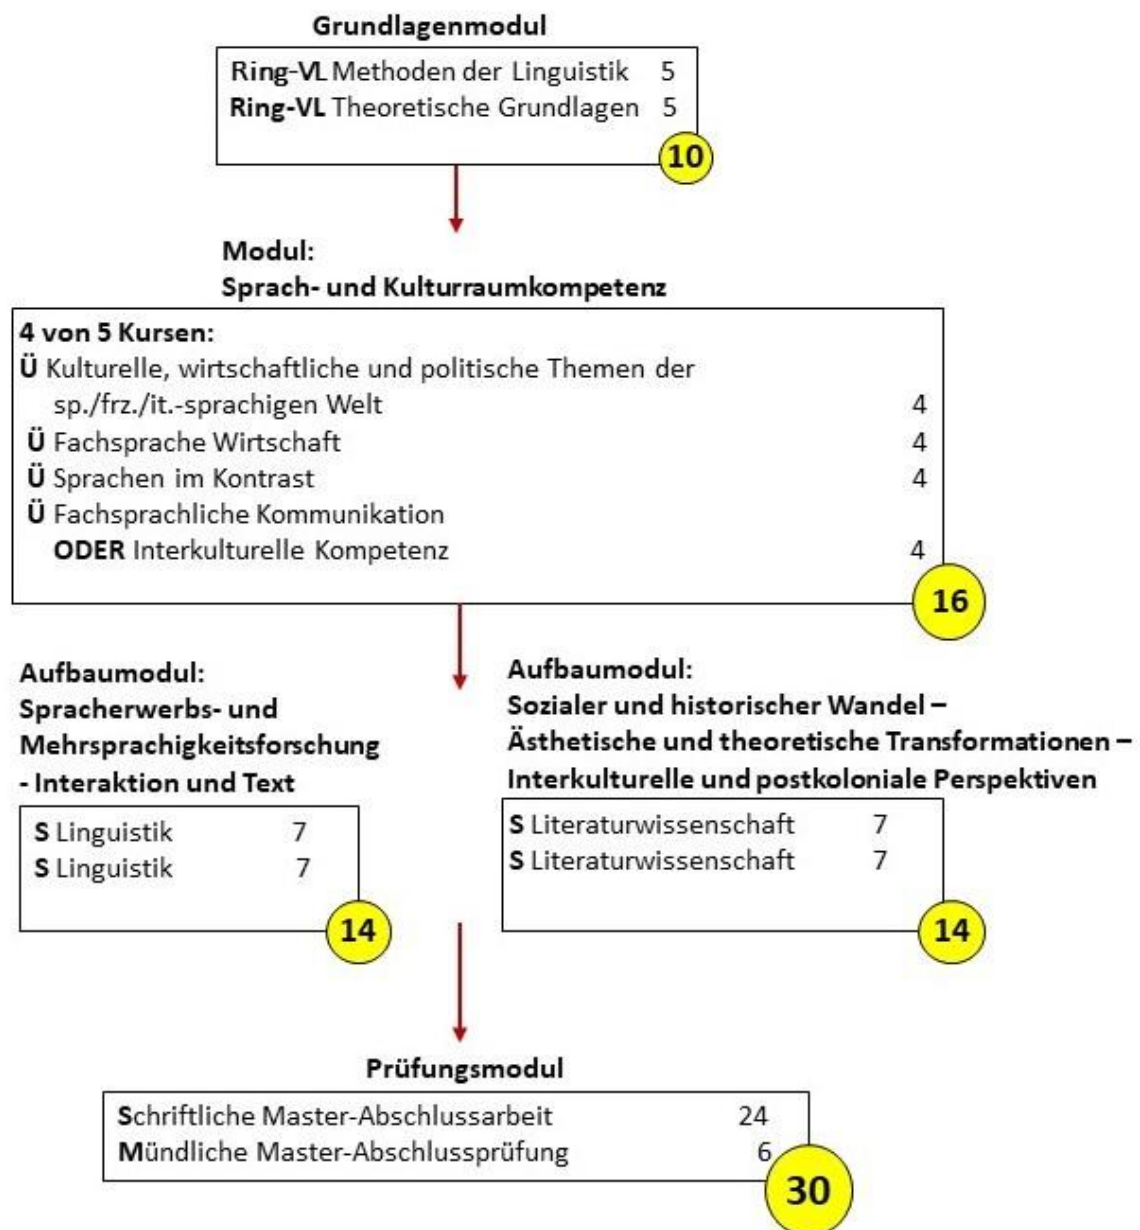 Grundlagenmodul
Ring-VL Methoden der Linguistik 5
Ring-VL Theoretische Grundlagen 5
10
Modul:
Sprach- und Kulturraumkompetenz
4 von 5 Kursen:
Ü Kulturelle, wirtschaftliche und politische Themen der
sp./frz./it.-sprachigen Welt 4
Ü Fachsprache Wirtschaft 4
Ü Sprachen im Kontrast 4
Ü Fachsprachliche Kommunikation
ODER Interkulturelle Kompetenz 4
16
Aufbaumodul:
Spracherwerbs- und
Mehrsprachigkeitsforschung
- Interaktion und Text
S Linguistik 7
S Linguistik 7
14
Aufbaumodul:
Sozialer und historischer Wandel –
Ästhetische und theoretische Transformationen –
Interkulturelle und postkoloniale Perspektiven
S Literaturwissenschaft 7
S Literaturwissenschaft 7
14
Prüfungsmodul
Schriftliche Master-Abschlussarbeit 24
Mündliche Master-Abschlussprüfung 6
30